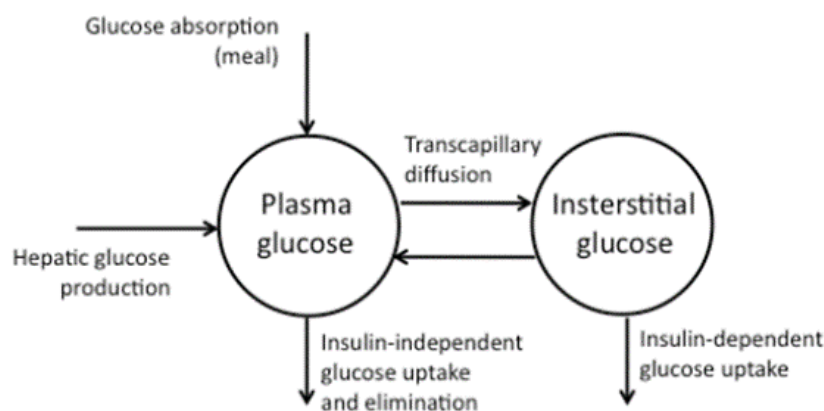 Glucose absorption
(meal)
Transcapillary
diffusion
Plasma
glucose
Insterstitial
glucose
Hepatic glucose
production
Insulin-independent
glucose uptake
and elimination
Insulin-dependent
glucose uptake